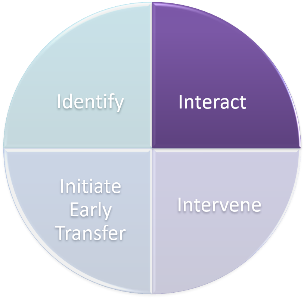 Identify
Interact
Initiate
Early
Transfer
Intervene